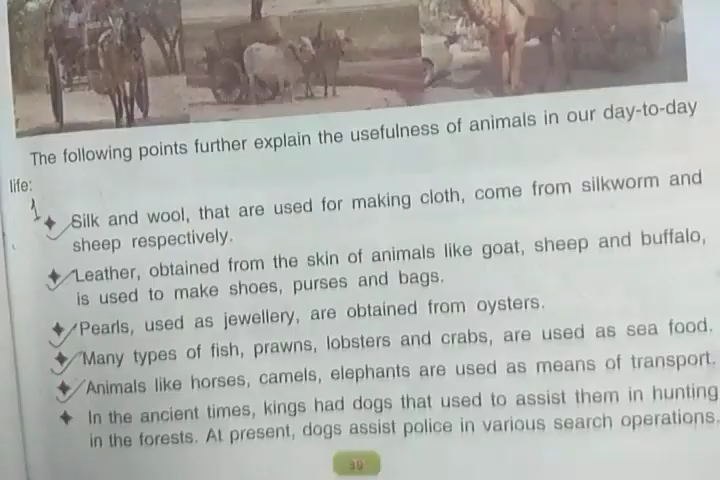 The following points further explain the usefulness of animals in our day-to-day
life:
1
Silk and wool, that are used for making cloth, come from silkworm and
sheep respectively.
Leather, obtained from the skin of animals like goat, sheep and buffalo,
is used to make shoes, purses and bags.
Pearls, used as jewellery, are obtained from oysters.
Many types of fish, prawns, lobsters and crabs, are used as sea food.
Animals like horses, camels, elephants are used as means of transport.
In the ancient times, kings had dogs that used to assist them in hunting
in the forests. At present, dogs assist police in various search operations.